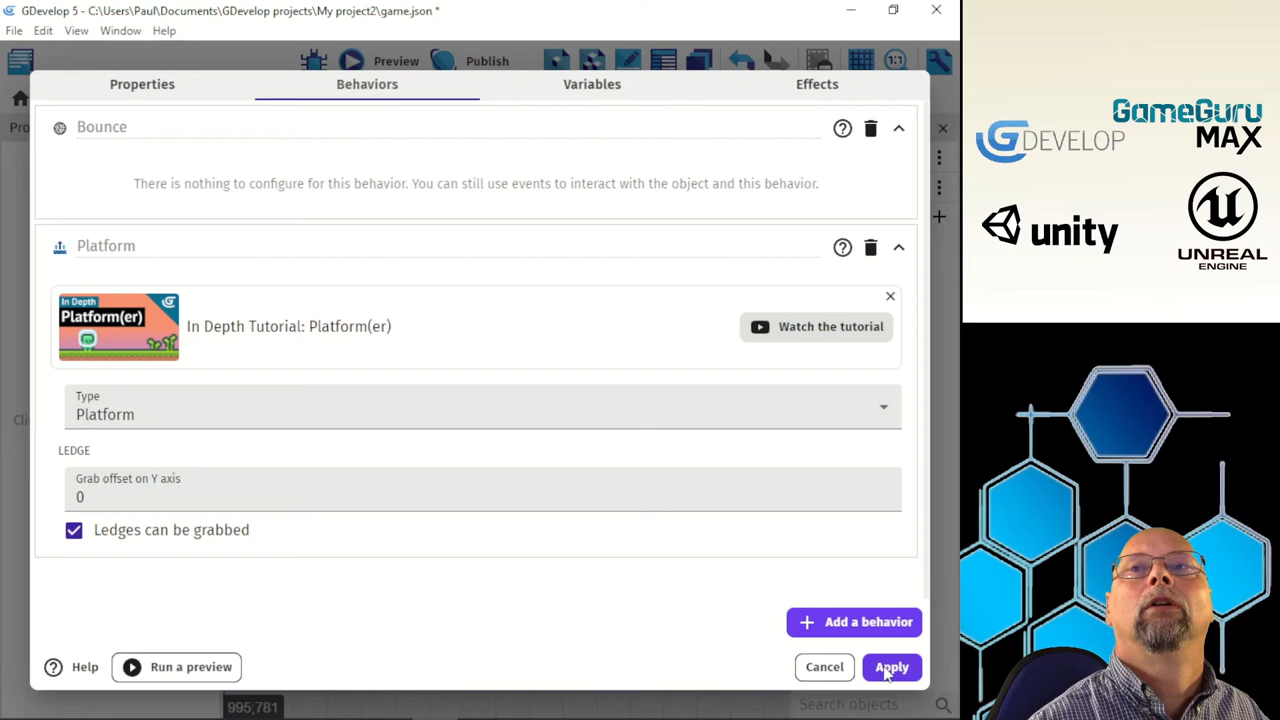 GDevelop 5 - C:\Users\Paul\Documents\GDevelop projects\My project2\game.json *
File Edit View Window Help
Preview
Publish
1:1
Properties
Behaviors
Variables
Effects
Bounce
There is nothing to configure for this behavior. You can still use events to interact with the object and this behavior.
Platform
In Depth
Platform(er)
In Depth Tutorial: Platform(er)
Watch the tutorial
Type
Platform
LEDGE
Grab offset on Y axis
0
Ledges can be grabbed
+ Add a behavior
Help
Run a preview
Cancel
Apply
995;781
Search objects
GameGuru
MAX
GDEVELOP
unity
UNREAL
ENGINE